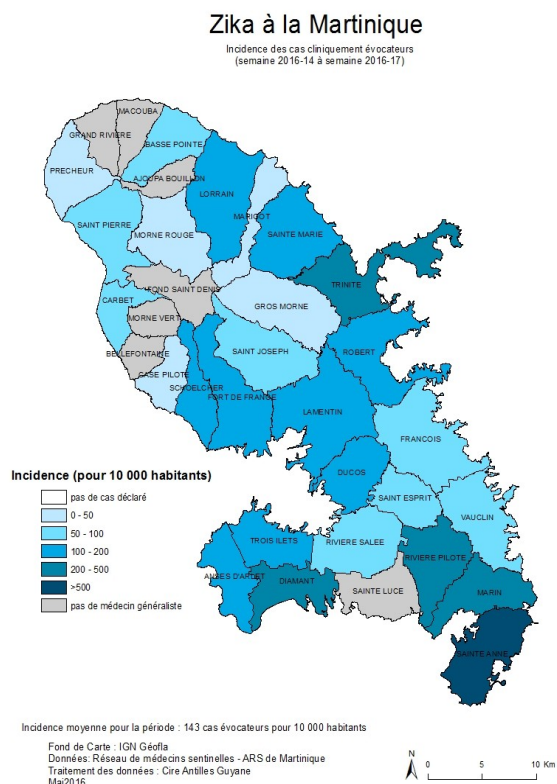 Zika à la Martinique
Incidence des cas cliniquement évocateurs
(semaine 2016-14 à semaine 2016-17)
MACOUBA
GRAND RIVIERE
BASSE POINTE
PRECHEUR
AJOUPA BOUILLON
LORRAIN
SAINT PIERRE
MARIGOT
MORNE ROUGE
SAINTE MARIE
FOND SAINT DENIS
TRINITE
CARBET
GROS MORNE
MORNE VERT
BELLEFONTAINE
SAINT JOSEPH
ROBERT
CASE PILOTE
SCHOELCHER
FORT DE FRANCE
LAMENTIN
FRANCOIS
DUCOS
SAINT ESPRIT
VAUCLIN
TROIS ILETS
RIVIERE SALEE
RIVIERE PILOTE
ANSES D'ARLET
DIAMANT
SAINTE LUCE
MARIN
SAINTE ANNE
Incidence (pour 10 000 habitants)
pas de cas déclaré
0 - 50
50 - 100
100 - 200
200 - 500
>500
pas de médecin généraliste
Incidence moyenne pour la période : 143 cas évocateurs pour 10 000 habitants
Fond de Carte : IGN Géofla
Données: Réseau de médecins sentinelles - ARS de Martinique
Traitement des données : Cire Antilles Guyane
Mai2016
N
0 5 10 Km